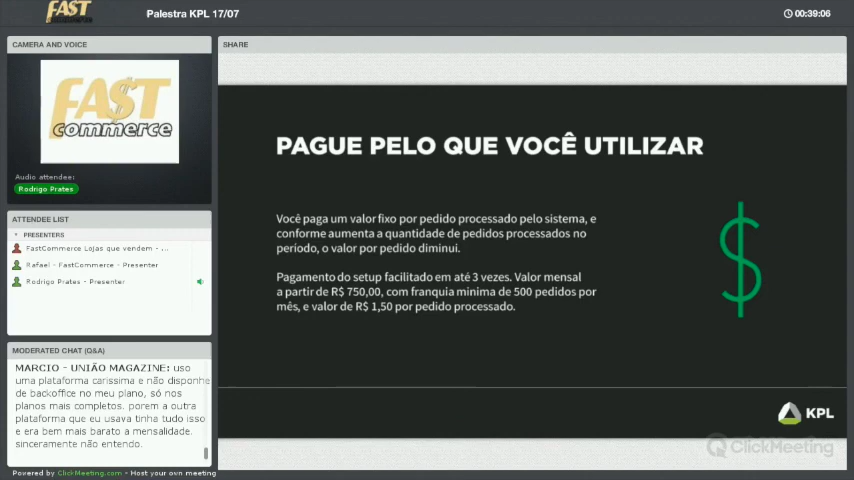 FAST
commerce
Palestra KPL 17/07
00:39:06
CAMERA AND VOICE
FAST
commerce
Audio attendee:
Rodrigo Prates
ATTENDEE LIST
PRESENTERS
FastCommerce Lojas que vendem - ...
Rafael - FastCommerce - Presenter
Rodrigo Prates - Presenter
MODERATED CHAT (Q&A)
MARCIO - UNIÃO MAGAZINE: uso
uma plataforma carissima e não disponhe
de backoffice no meu plano, só nos
planos mais completos. porem a outra
plataforma que eu usava tinha tudo isso
e era bem mais barato a mensalidade.
sinceramente não entendo.
Powered by ClickMeeting.com - Host your own meeting
SHARE
PAGUE PELO QUE VOCÊ UTILIZAR
Você paga um valor fixo por pedido processado pelo sistema, e
conforme aumenta a quantidade de pedidos processados no
período, o valor por pedido diminui.
Pagamento do setup facilitado em até 3 vezes. Valor mensal
a partir de R$ 750,00, com franquia minima de 500 pedidos por
mês, e valor de R$ 1,50 por pedido processado.
$
KPL
ClickMeeting